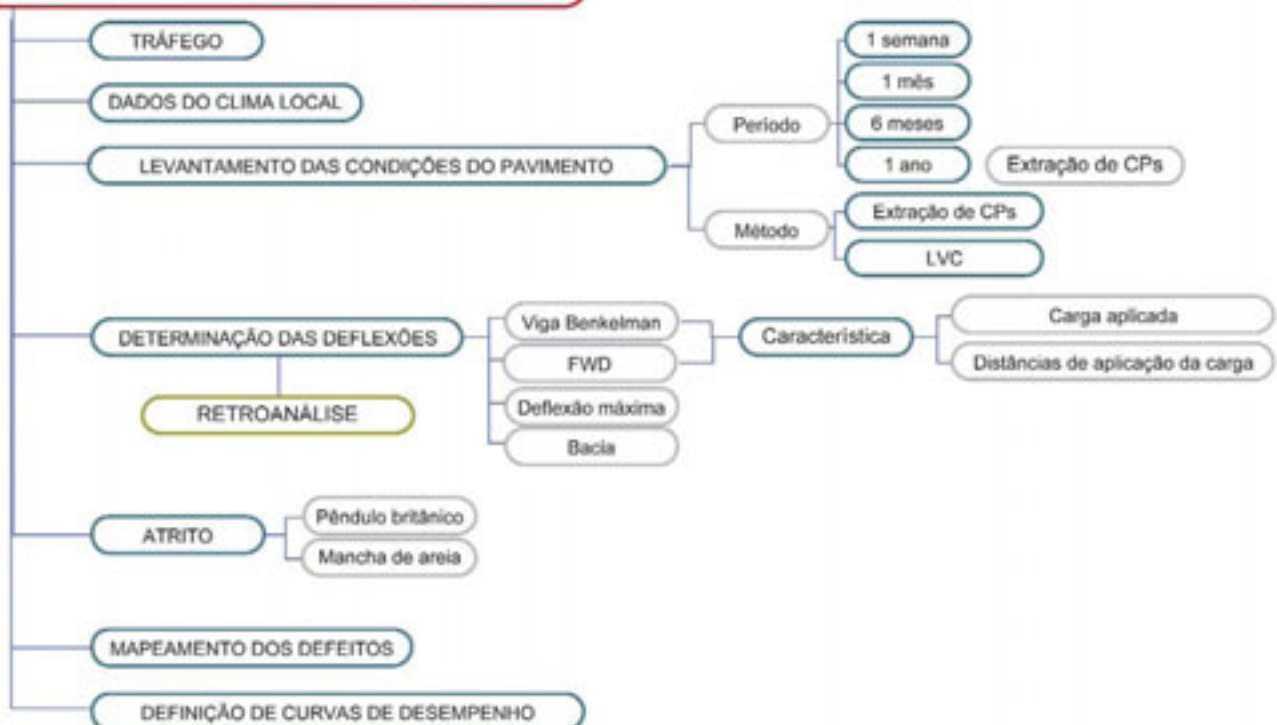 TRÁFEGO
DADOS DO CLIMA LOCAL
LEVANTAMENTO DAS CONDIÇÕES DO PAVIMENTO
Período
1 semana
1 mês
6 meses
1 ano
Extração de CPs
Método
Extração de CPs
LVC
DETERMINAÇÃO DAS DEFLEXÕES
RETROANÁLISE
Viga Benkelman
FWD
Deflexão máxima
Bacia
Característica
Carga aplicada
Distâncias de aplicação da carga
ATRITO
Pêndulo britânico
Mancha de areia
MAPEAMENTO DOS DEFEITOS
DEFINIÇÃO DE CURVAS DE DESEMPENHO